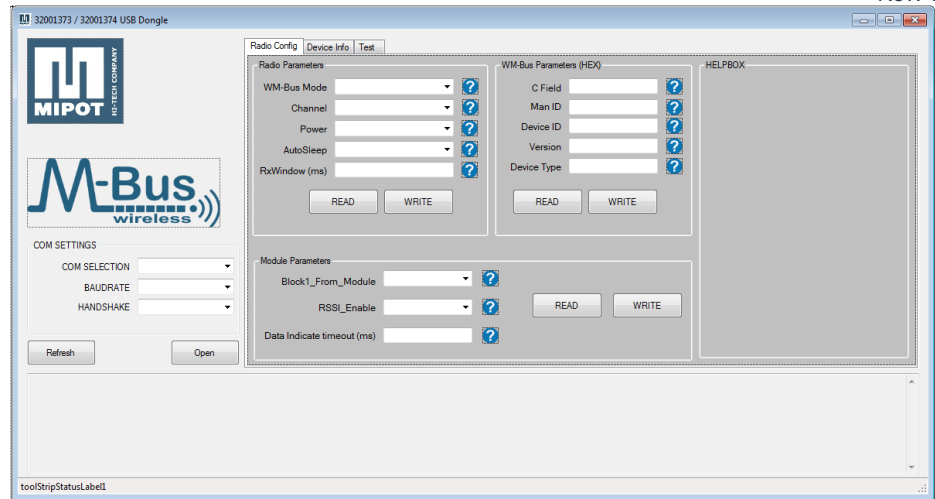 32001373 / 32001374 USB Dongle
MIPOT
HI-TECH COMPANY
M-Bus
wireless
COM SETTINGS
COM SELECTION
BAUDRATE
HANDSHAKE
Refresh Open
Radio Config Device Info Test
Radio Parameters
WM-Bus Mode ?
Channel ?
Power ?
AutoSleep ?
RxWindow (ms) ?
READ WRITE
WM-Bus Parameters (HEX)
C Field ?
Man ID ?
Device ID ?
Version ?
Device Type ?
READ WRITE
HELPBOX
Module Parameters
Block1_From_Module ?
RSSI_Enable ?
Data Indicate timeout (ms) ?
READ WRITE
toolStripStatusLabel1